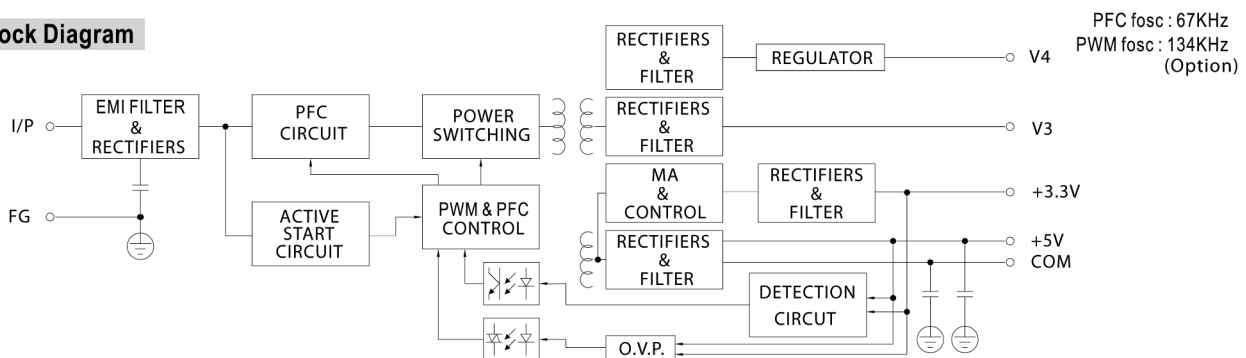 ock Diagram
PFC fosc : 67KHz
PWM fosc : 134KHz
(Option)
I/P
EMI FILTER
&
RECTIFIERS
PFC
CIRCUIT
POWER
SWITCHING
RECTIFIERS
&
FILTER
REGULATOR
V4
RECTIFIERS
&
FILTER
V3
FG
ACTIVE
START
CIRCUIT
PWM & PFC
CONTROL
MA
&
CONTROL
RECTIFIERS
&
FILTER
+3.3V
RECTIFIERS
&
FILTER
+5V
COM
DETECTION
CIRCUT
O.V.P.